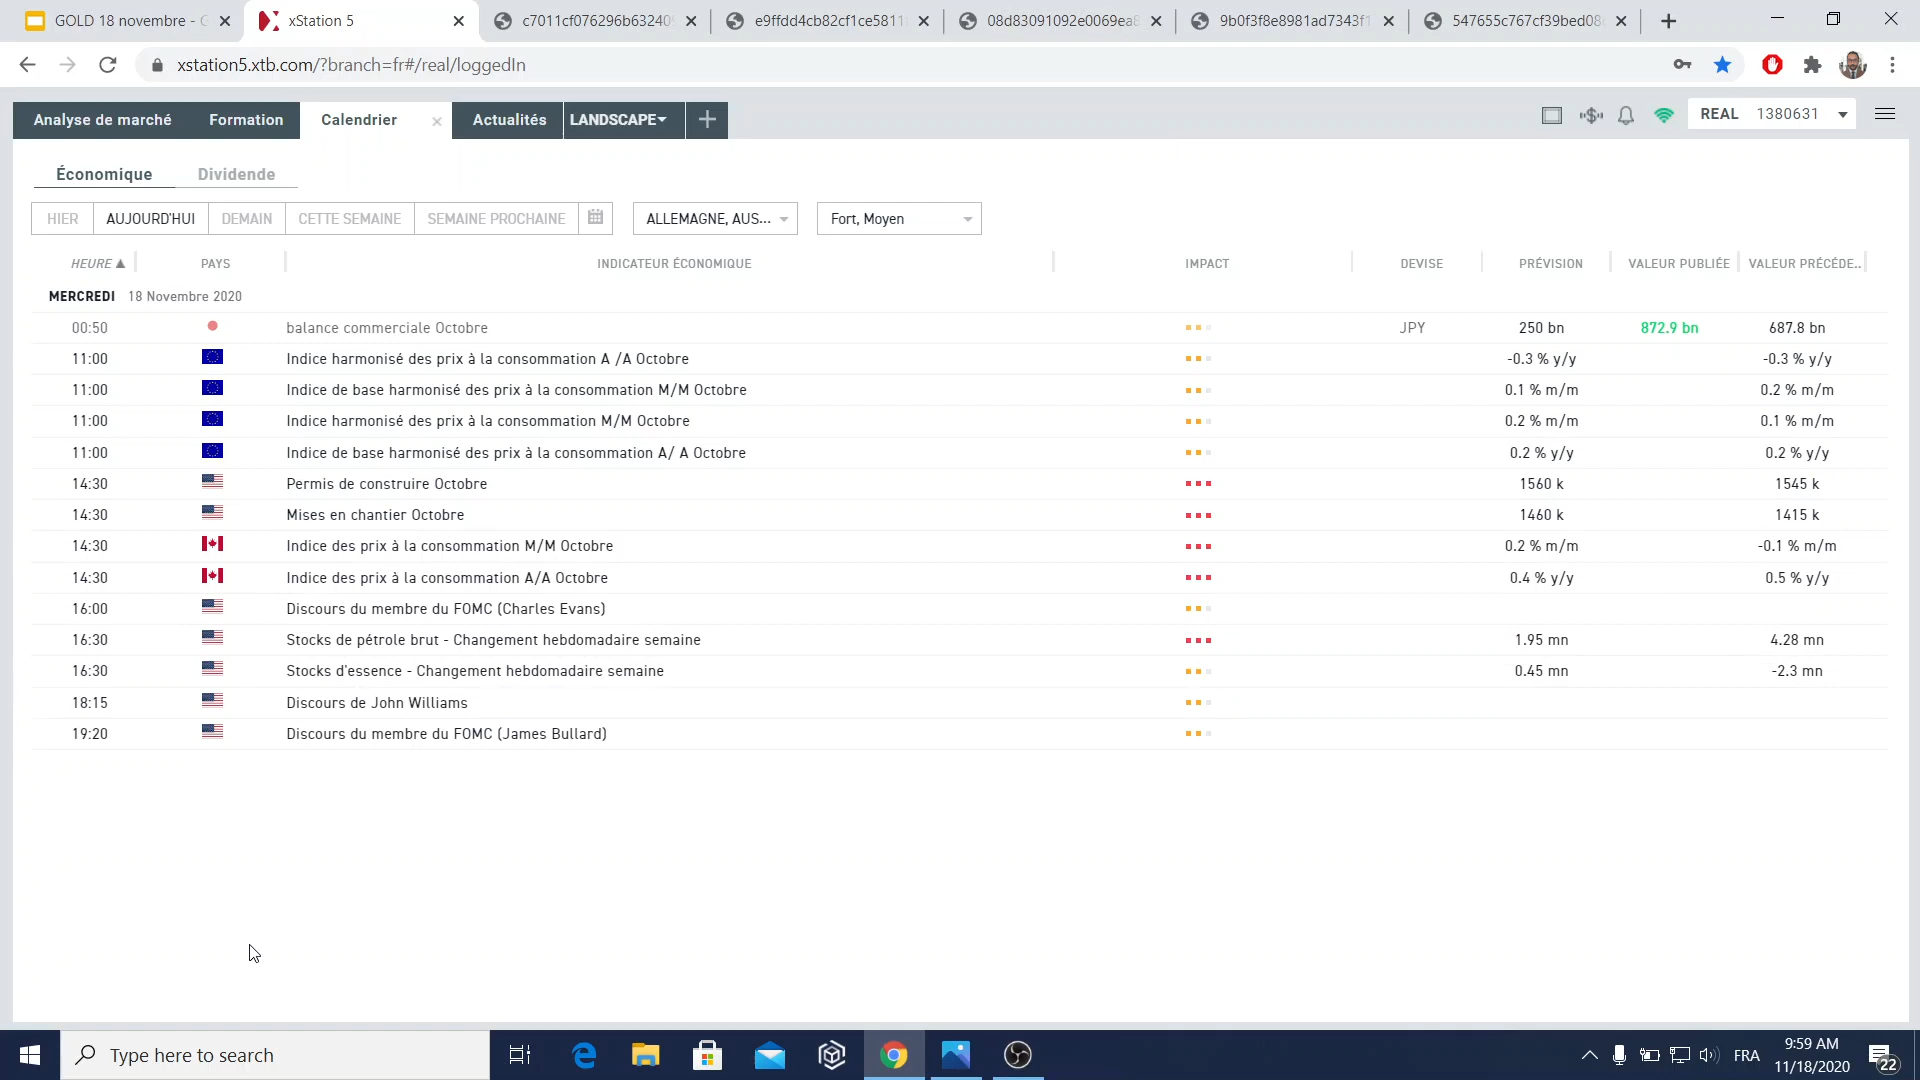 GOLD 18 novembre - G
xStation 5
c7011cf076296b632409
e9ffdd4cb82cf1ce5811
08d83091092e0069ea8
9b0f3f8e8981ad7343f1
547655c767cf39bed08
xstation5.xtb.com/?branch=fr#/real/loggedIn
Analyse de marché Formation Calendrier Actualités LANDSCAPE
REAL 1380631
Économique Dividende
HIER AUJOURD'HUI DEMAIN CETTE SEMAINE SEMAINE PROCHAINE ALLEMAGNE, AUS... Fort, Moyen
HEURE PAYS INDICATEUR ÉCONOMIQUE IMPACT DEVISE PRÉVISION VALEUR PUBLIÉE VALEUR PRÉCÉDE..
MERCREDI 18 Novembre 2020
00:50 balance commerciale Octobre JPY 250 bn 872.9 bn 687.8 bn
11:00 Indice harmonisé des prix à la consommation A /A Octobre -0.3 % y/y -0.3 % y/y
11:00 Indice de base harmonisé des prix à la consommation M/M Octobre 0.1 % m/m 0.2 % m/m
11:00 Indice harmonisé des prix à la consommation M/M Octobre 0.2 % m/m 0.1 % m/m
11:00 Indice de base harmonisé des prix à la consommation A/ A Octobre 0.2 % y/y 0.2 % y/y
14:30 Permis de construire Octobre 1560 k 1545 k
14:30 Mises en chantier Octobre 1460 k 1415 k
14:30 Indice des prix à la consommation M/M Octobre 0.2 % m/m -0.1 % m/m
14:30 Indice des prix à la consommation A/A Octobre 0.4 % y/y 0.5 % y/y
16:00 Discours du membre du FOMC (Charles Evans)
16:30 Stocks de pétrole brut - Changement hebdomadaire semaine 1.95 mn 4.28 mn
16:30 Stocks d'essence - Changement hebdomadaire semaine 0.45 mn -2.3 mn
18:15 Discours de John Williams
19:20 Discours du membre du FOMC (James Bullard)
Type here to search
FRA
9:59 AM
11/18/2020
22